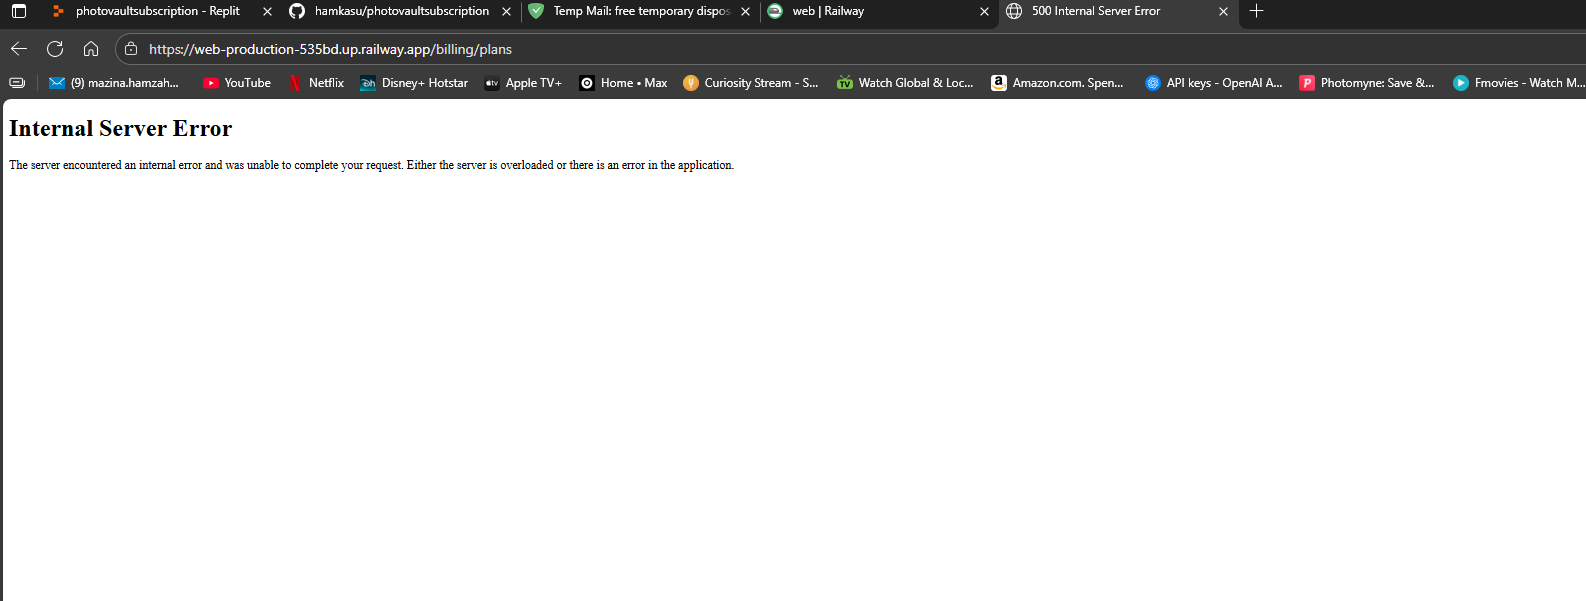 photovaultsubscription - Replit
hamkasu/photovaultsubscription
Temp Mail: free temporary dispos
web | Railway
500 Internal Server Error
https://web-production-535bd.up.railway.app/billing/plans
(9) mazina.hamzah...
YouTube
Netflix
Disney+ Hotstar
Apple TV+
Home • Max
Curiosity Stream - S...
Watch Global & Loc...
Amazon.com. Spen...
API keys - OpenAI A...
Photomyne: Save &...
Fmovies - Watch M...
Internal Server Error
The server encountered an internal error and was unable to complete your request. Either the server is overloaded or there is an error in the application.